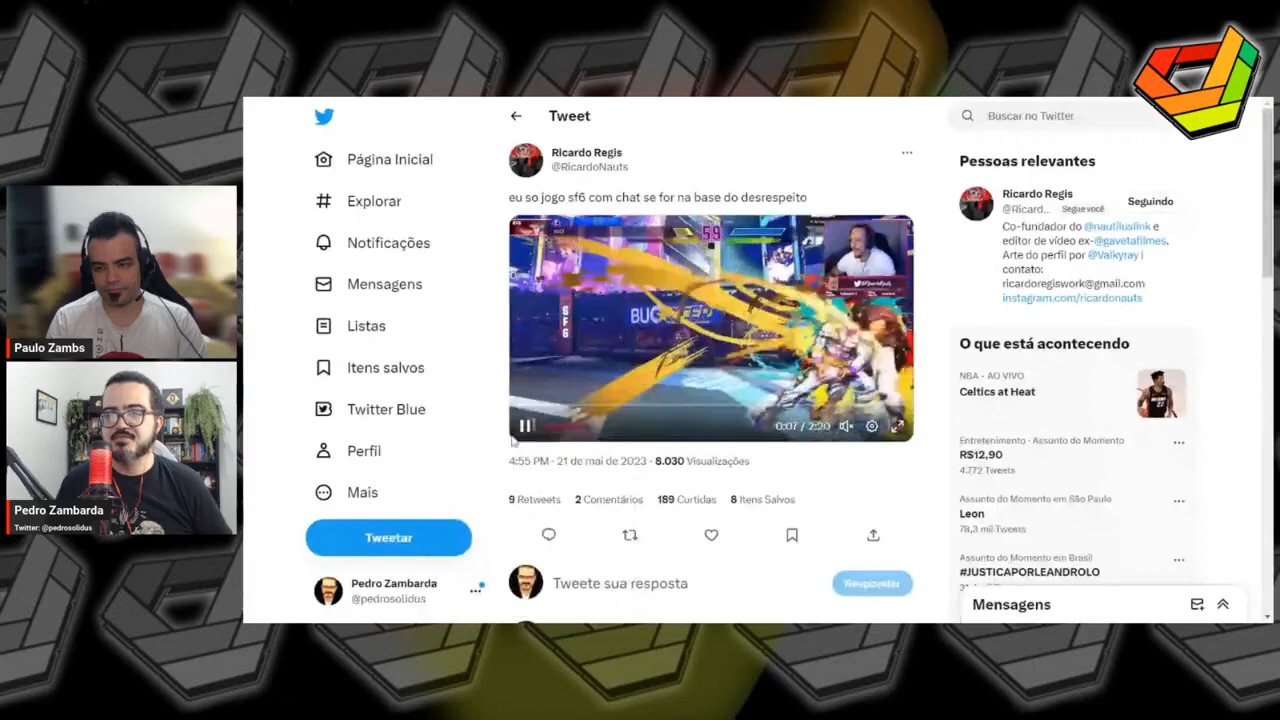 Paulo Zambs
Pedro Zambarda
Twitter: @pedrosolidus
Página Inicial
Explorar
Notificações
Mensagens
Listas
Itens salvos
Twitter Blue
Perfil
Mais
Tweetar
Pedro Zambarda
@pedrosolidus
Tweet
Ricardo Regis
@RicardoNauts
eu so jogo sf6 com chat se for na base do desrespeito
59
SF6
0:07 / 2:20
4:55 PM · 21 de mai de 2023 · 8.030 Visualizações
9 Retweets 2 Comentários 189 Curtidas 8 Itens Salvos
Tweete sua resposta
Responder
Buscar no Twitter
Pessoas relevantes
Ricardo Regis
@Ricard... Segue você
Seguindo
Co-fundador do @nautiluslink e
editor de vídeo ex-@gavetafilmes.
Arte do perfil por @Valkyray |
contato:
ricardoregiswork@gmail.com
instagram.com/ricardonauts
O que está acontecendo
NBA · AO VIVO
Celtics at Heat
Entretenimento · Assunto do Momento
R$12,90
4.772 Tweets
Assunto do Momento em São Paulo
Leon
78,3 mil Tweets
Assunto do Momento em Brasil
#JUSTICAPORLEANDROLO
Mensagens